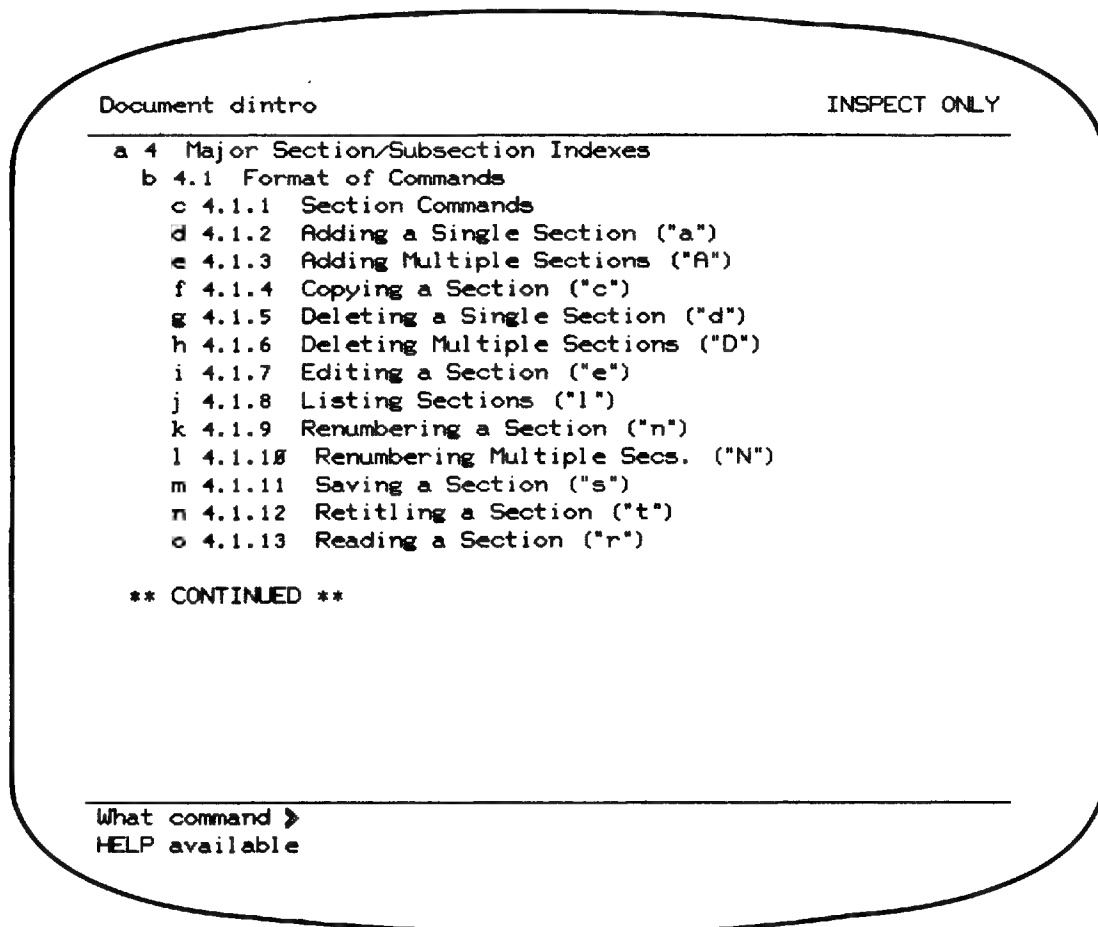 Document dintro INSPECT ONLY
a 4 Major Section/Subsection Indexes
b 4.1 Format of Commands
c 4.1.1 Section Commands
d 4.1.2 Adding a Single Section ("a")
e 4.1.3 Adding Multiple Sections ("A")
f 4.1.4 Copying a Section ("c")
g 4.1.5 Deleting a Single Section ("d")
h 4.1.6 Deleting Multiple Sections ("D")
i 4.1.7 Editing a Section ("e")
j 4.1.8 Listing Sections ("l")
k 4.1.9 Renumbering a Section ("n")
l 4.1.10 Renumbering Multiple Secs. ("N")
m 4.1.11 Saving a Section ("s")
n 4.1.12 Retitling a Section ("t")
o 4.1.13 Reading a Section ("r")
** CONTINUED **
What command >
HELP available